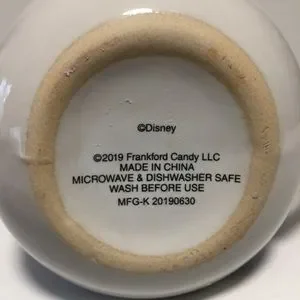 ©Disney
©2019 Frankford Candy LLC
MADE IN CHINA
MICROWAVE & DISHWASHER SAFE
WASH BEFORE USE
MFG-K 20190630